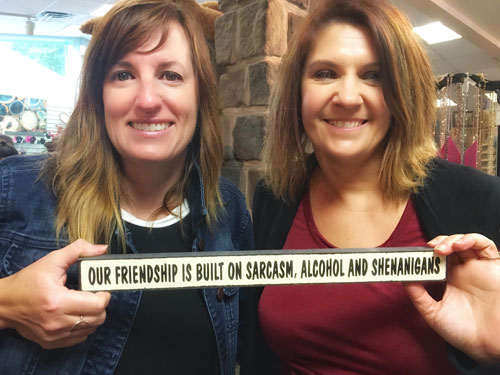 OUR FRIENDSHIP IS BUILT ON SARCASM, ALCOHOL AND SHENANIGANS